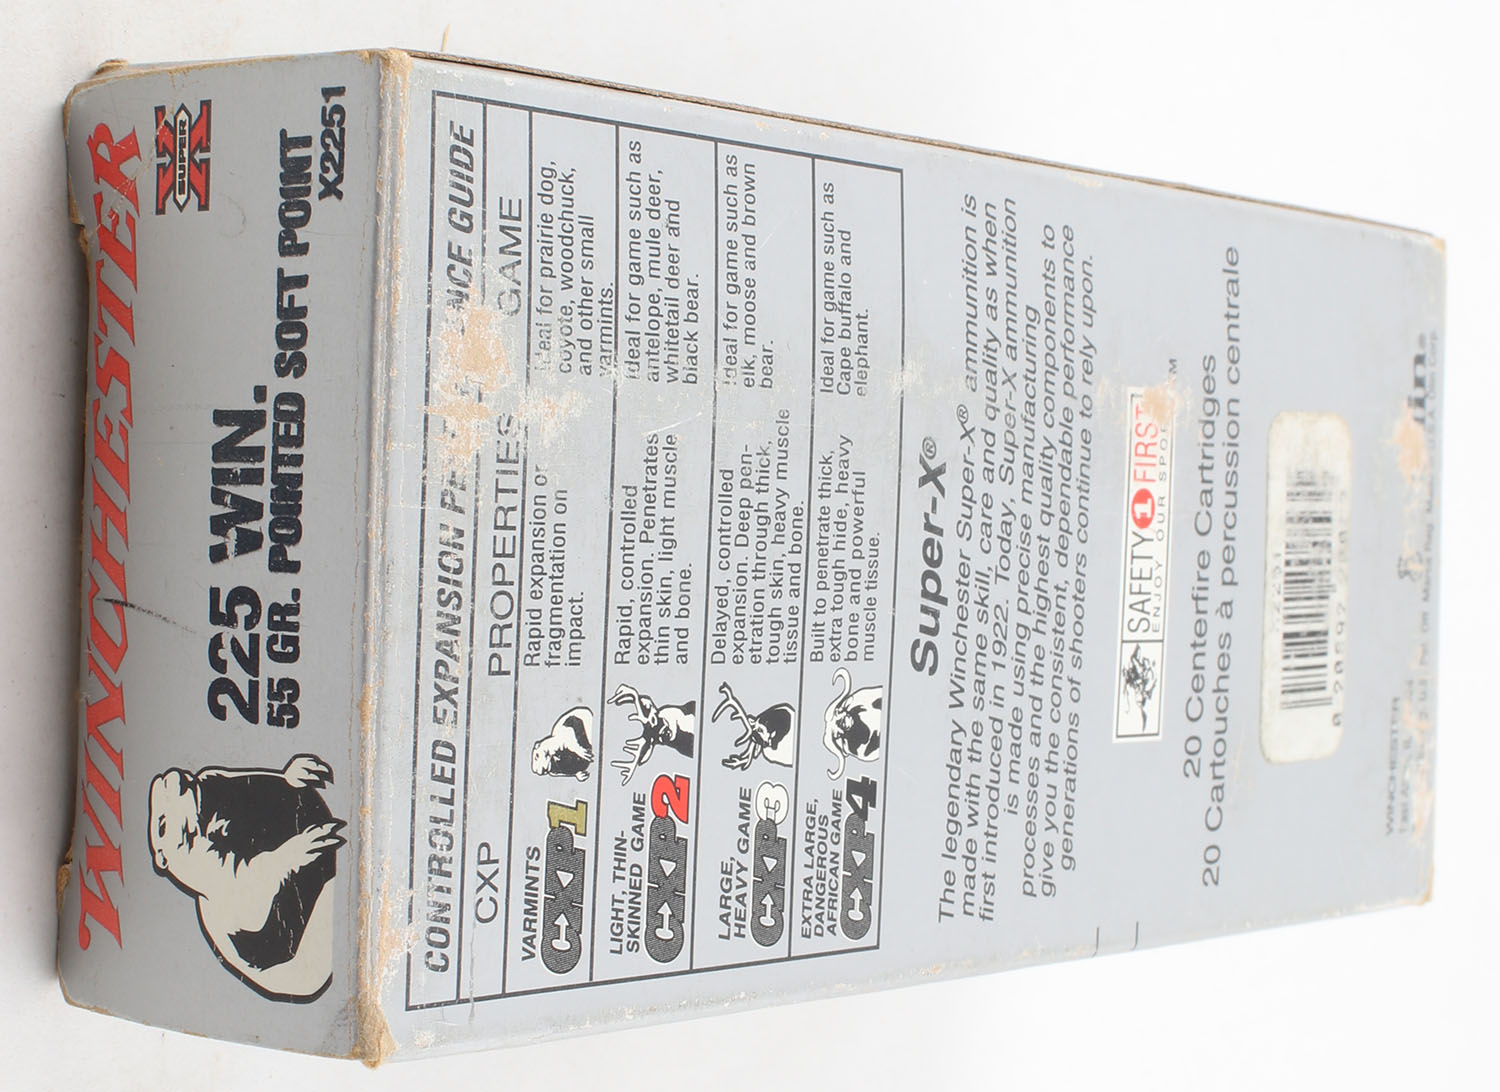 WINCHESTER
SUPER X
225 WIN.
55 GR. POINTED SOFT POINT
X2251
CONTROLLED EXPANSION GUIDE
CXP PROPERTIES GAME
VARMINTS
CXP1
Rapid expansion or
fragmentation on
impact.
Ideal for prairie dog,
coyote, woodchuck,
and other small
varmints.
LIGHT, THIN-
SKINNED GAME
CXP2
Rapid, controlled
expansion. Penetrates
thin skin, light muscle
and bone.
Ideal for game such as
antelope, mule deer,
whitetail deer and
black bear.
LARGE,
HEAVY GAME
CXP3
Delayed, controlled
expansion. Deep pen-
etration through thick,
tough skin, heavy muscle
tissue and bone.
Ideal for game such as
elk, moose and brown
bear.
EXTRA LARGE,
DANGEROUS
AFRICAN GAME
CXP4
Built to penetrate thick,
extra tough hide, heavy
bone and powerful
muscle tissue.
Ideal for game such as
Cape buffalo and
elephant.
Super-X®
The legendary Winchester Super-X® ammunition is
made with the same skill, care and quality as when
first introduced in 1922. Today, Super-X ammunition
is made using precise manufacturing
processes and the highest quality components to
give you the consistent, dependable performance
generations of shooters continue to rely upon.
SAFETY 1 FIRST
ENJOY OUR TM
20 Centerfire Cartridges
20 Cartouches à percussion centrale
WINCHESTER